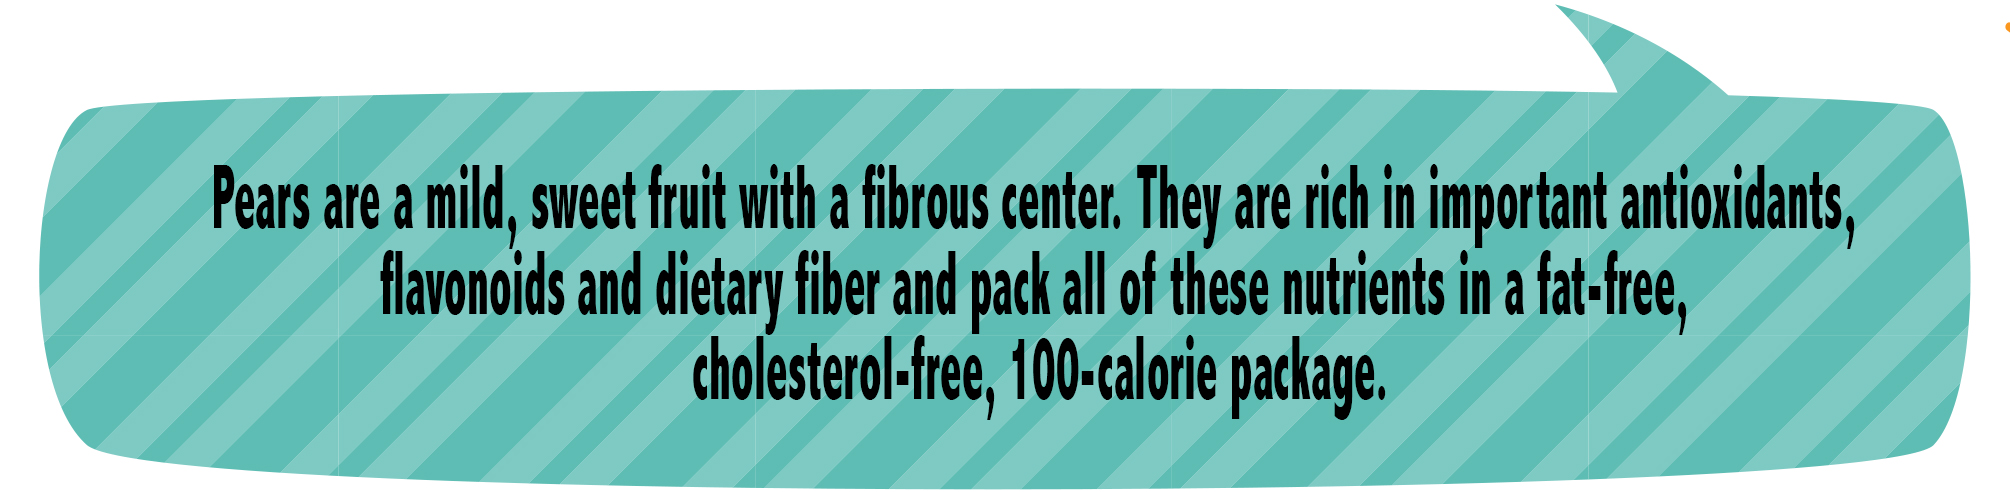 Pears are a mild, sweet fruit with a fibrous center. They are rich in important antioxidants,
flavonoids and dietary fiber and pack all of these nutrients in a fat-free,
cholesterol-free, 100-calorie package.